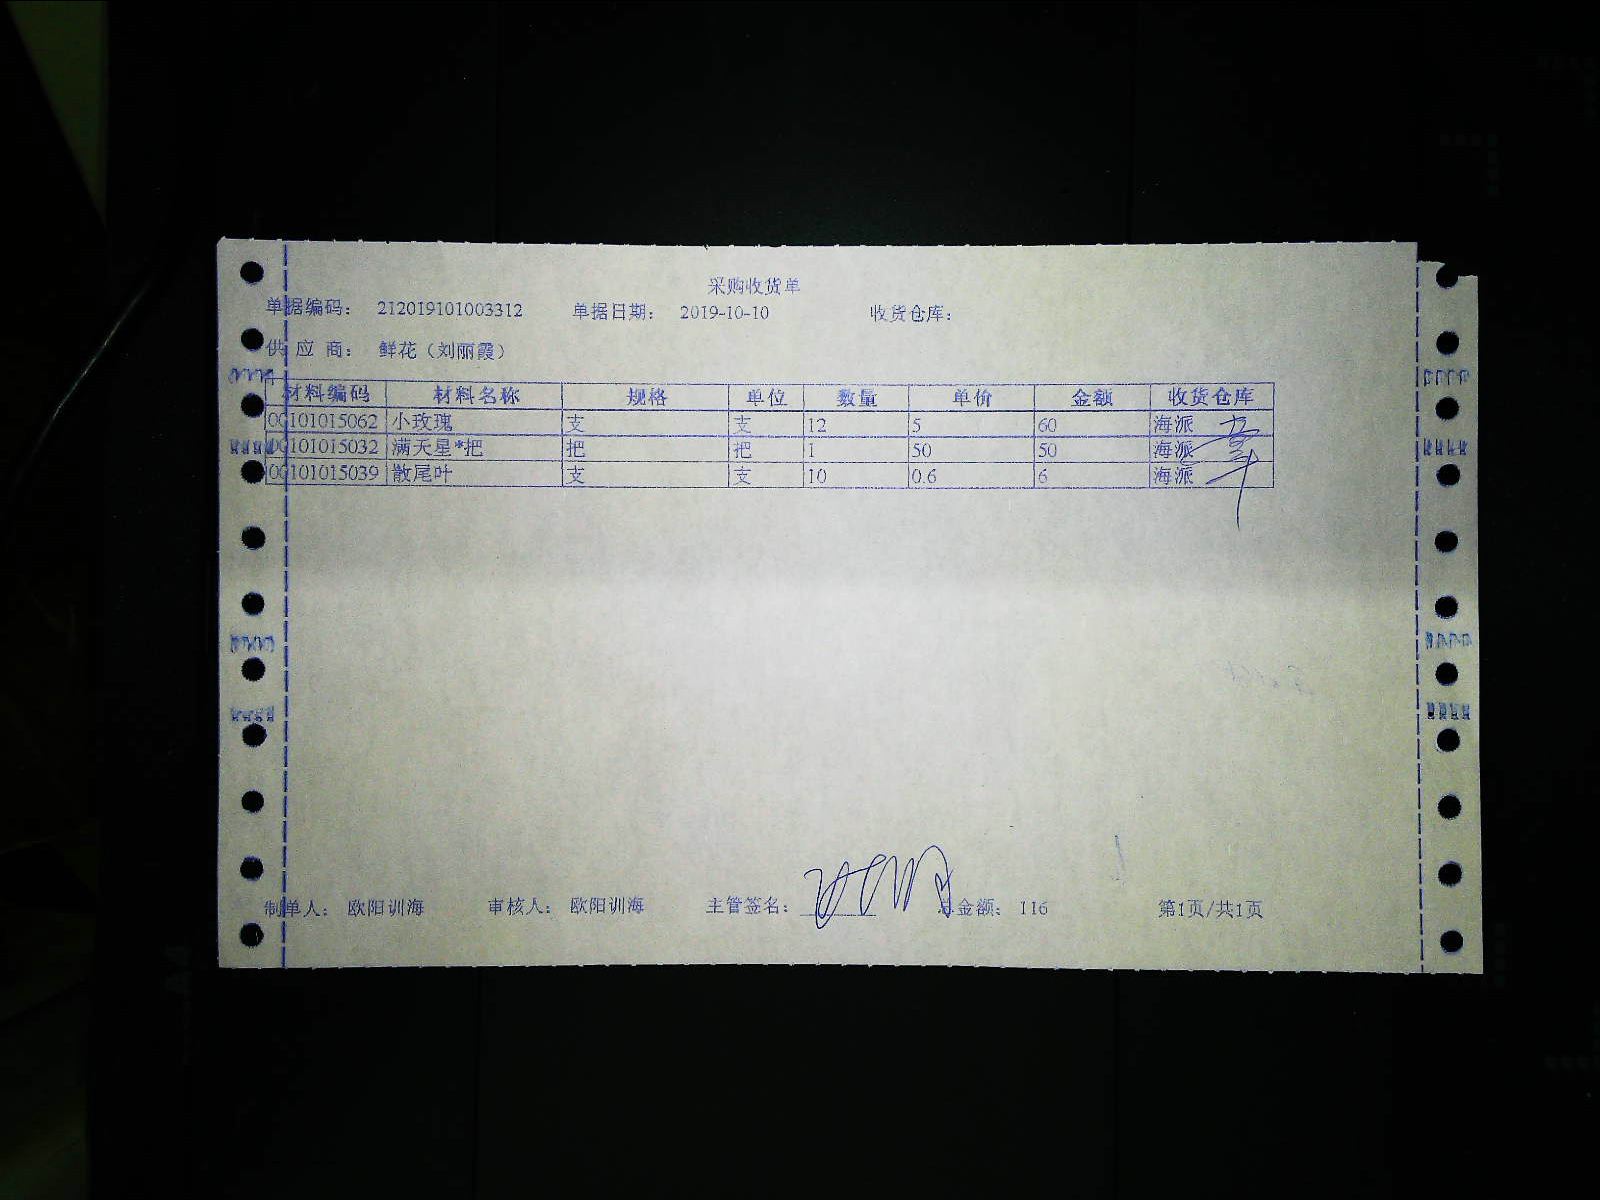 采购收货单
单据编码： 212019101003312 单据日期： 2019-10-10 收货仓库：
供 应 商： 鲜花（刘丽霞）
材料编码 材料名称 规格 单位 数量 单价 金额 收货仓库
00101015062 小玫瑰 支 支 12 5 60 海派
00101015032 满天星*把 把 把 1 50 50 海派
00101015039 散尾叶 支 支 10 0.6 6 海派
制单人： 欧阳训海 审核人： 欧阳训海 主管签名： 总金额： 116 第1页/共1页